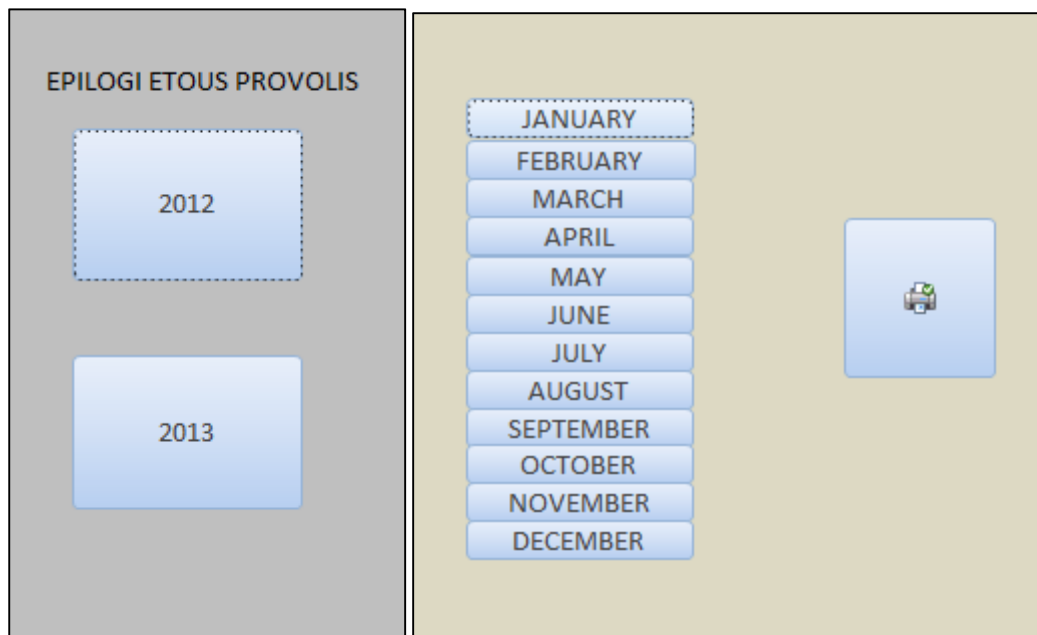 EPILOGI ETOUS PROVOLIS
2012
2013
JANUARY
FEBRUARY
MARCH
APRIL
MAY
JUNE
JULY
AUGUST
SEPTEMBER
OCTOBER
NOVEMBER
DECEMBER